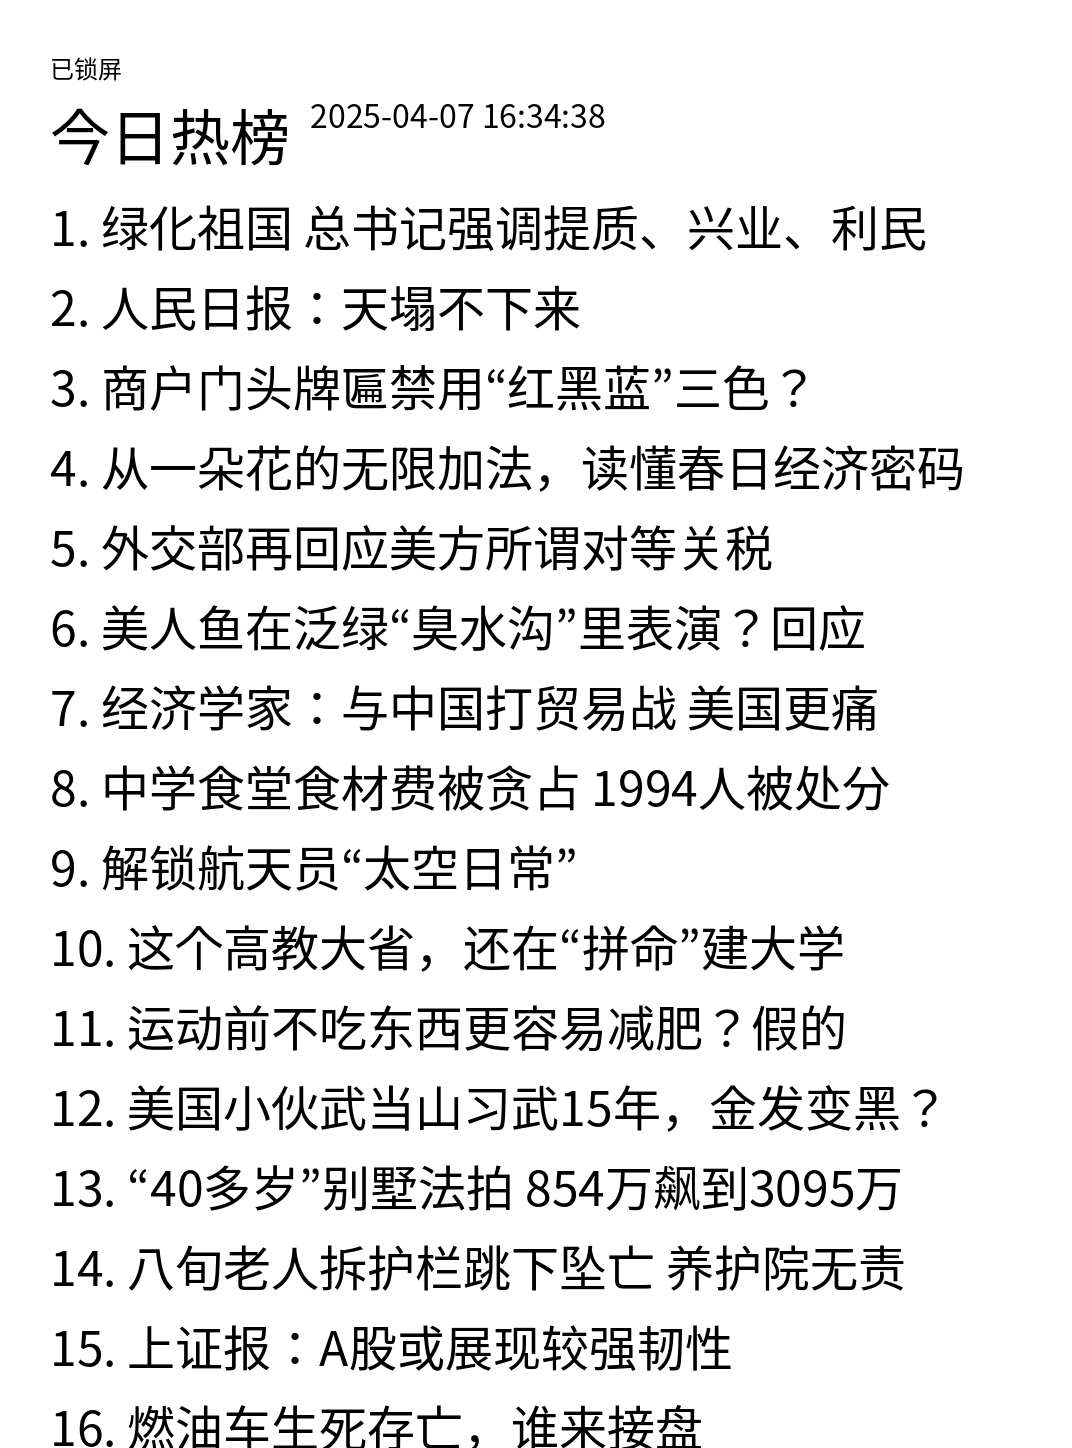 已锁屏
今日热榜 2025-04-07 16:34:38
1. 绿化祖国 总书记强调提质、兴业、利民
2. 人民日报：天塌不下来
3. 商户门头牌匾禁用“红黑蓝”三色？
4. 从一朵花的无限加法，读懂春日经济密码
5. 外交部再回应美方所谓对等关税
6. 美人鱼在泛绿“臭水沟”里表演？回应
7. 经济学家：与中国打贸易战 美国更痛
8. 中学食堂食材费被贪占 1994人被处分
9. 解锁航天员“太空日常”
10. 这个高教大省，还在“拼命”建大学
11. 运动前不吃东西更容易减肥？假的
12. 美国小伙武当山习武15年，金发变黑？
13. “40多岁”别墅法拍 854万飙到3095万
14. 八旬老人拆护栏跳下坠亡 养护院无责
15. 上证报：A股或展现较强韧性
16. 燃油车生死存亡，谁来接盘